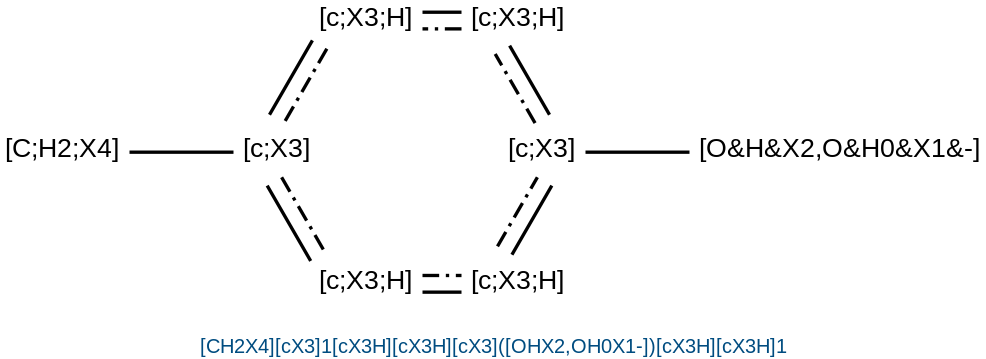 [c;X3;H] [c;X3;H]
[C;H2;X4] [c;X3] [c;X3] [O&H&X2,O&H0&X1&-]
[c;X3;H] [c;X3;H]
[CH2X4][cX3]1[cX3H][cX3H][cX3]([OHX2,OH0X1-])[cX3H][cX3H]1